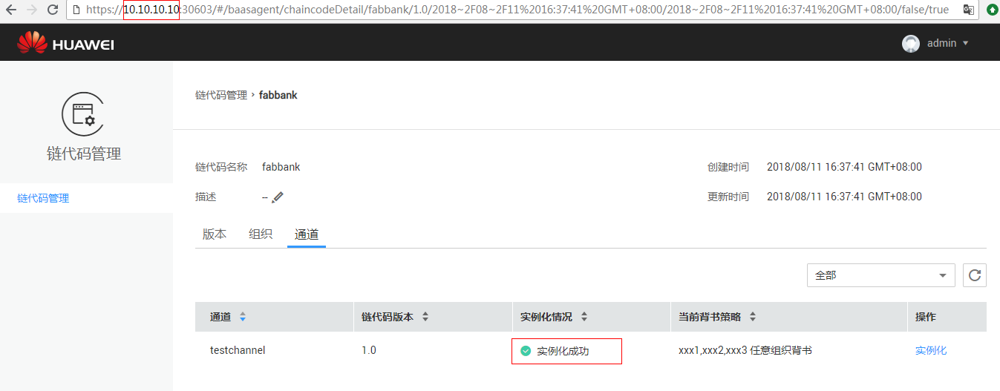 https://10.10.10.10:30603/#/baasagent/chaincodeDetail/fabbank/1.0/2018~2F08~2F11%2016:37:41%20GMT+08:00/2018~2F08~2F11%2016:37:41%20GMT+08:00/false/true
HUAWEI
admin
链代码管理 › fabbank
链代码管理
链代码名称 fabbank 创建时间 2018/08/11 16:37:41 GMT+08:00
链代码管理
描述 -- 更新时间 2018/08/11 16:37:41 GMT+08:00
版本 组织 通道
全部
通道 链代码版本 实例化情况 当前背书策略 操作
testchannel 1.0 实例化成功 xxx1,xxx2,xxx3 任意组织背书 实例化